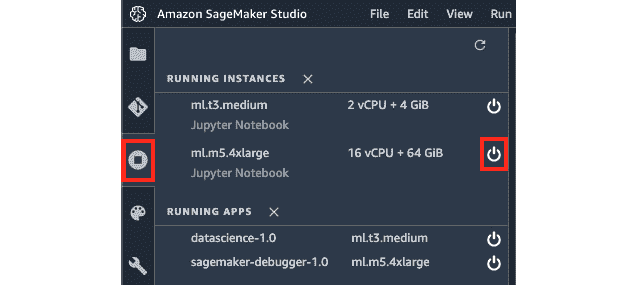 Amazon SageMaker Studio File Edit View Run
RUNNING INSTANCES ×
ml.t3.medium 2 vCPU + 4 GiB
Jupyter Notebook
ml.m5.4xlarge 16 vCPU + 64 GiB
Jupyter Notebook
RUNNING APPS ×
datascience-1.0 ml.t3.medium
sagemaker-debugger-1.0 ml.m5.4xlarge